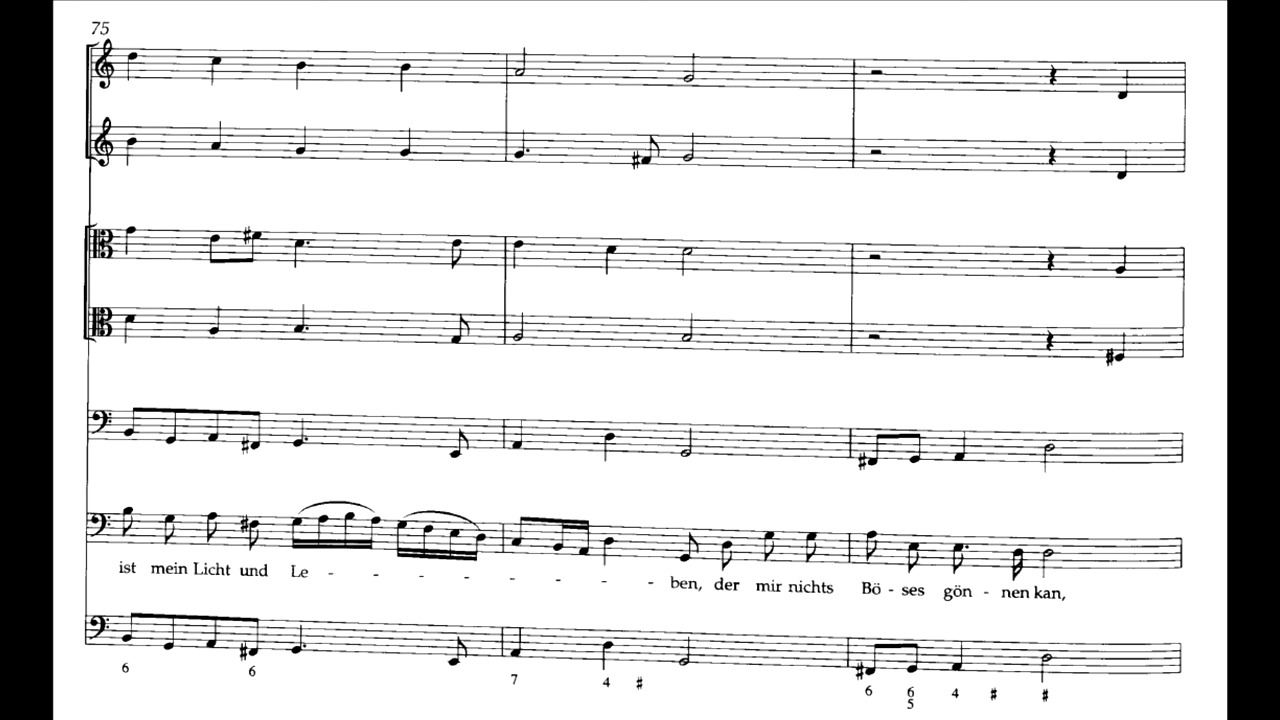 75
ist mein Licht und Le - - - - - - - - ben, der mir nichts Bö - ses gön - nen kan,
6 6 7 4 # 6 6 4 # #
5